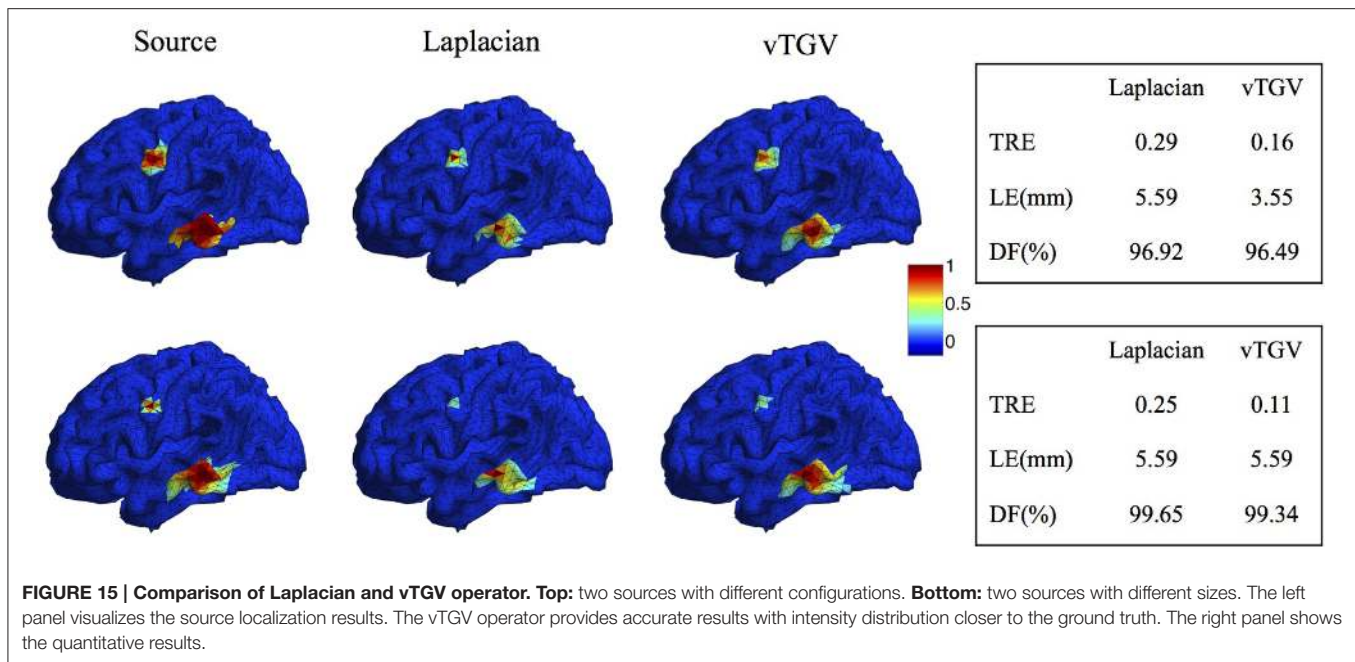 Source Laplacian vTGV
Laplacian vTGV
TRE 0.29 0.16
LE(mm) 5.59 3.55
DF(%) 96.92 96.49
1
0.5
0
Laplacian vTGV
TRE 0.25 0.11
LE(mm) 5.59 5.59
DF(%) 99.65 99.34
FIGURE 15 | Comparison of Laplacian and vTGV operator. Top: two sources with different configurations. Bottom: two sources with different sizes. The left
panel visualizes the source localization results. The vTGV operator provides accurate results with intensity distribution closer to the ground truth. The right panel shows
the quantitative results.